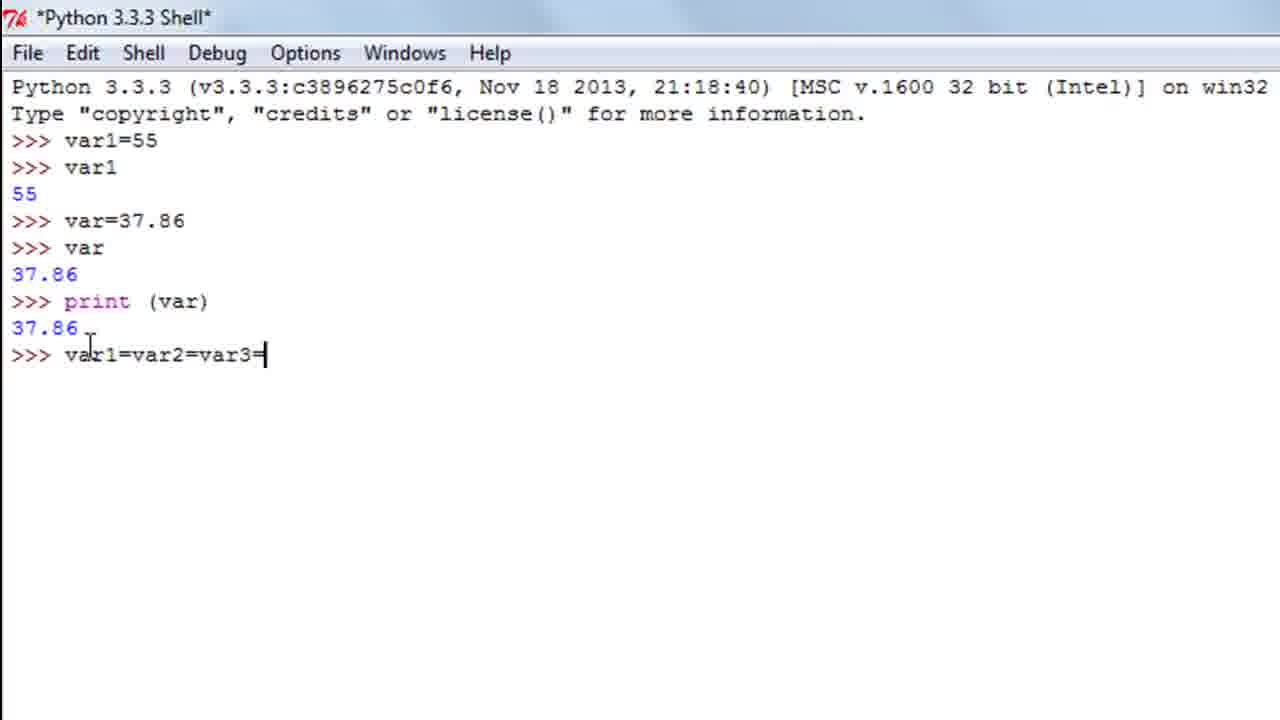 *Python 3.3.3 Shell*
File Edit Shell Debug Options Windows Help
Python 3.3.3 (v3.3.3:c3896275c0f6, Nov 18 2013, 21:18:40) [MSC v.1600 32 bit (Intel)] on win32
Type "copyright", "credits" or "license()" for more information.
>>> var1=55
>>> var1
55
>>> var=37.86
>>> var
37.86
>>> print (var)
37.86
>>> var1=var2=var3=